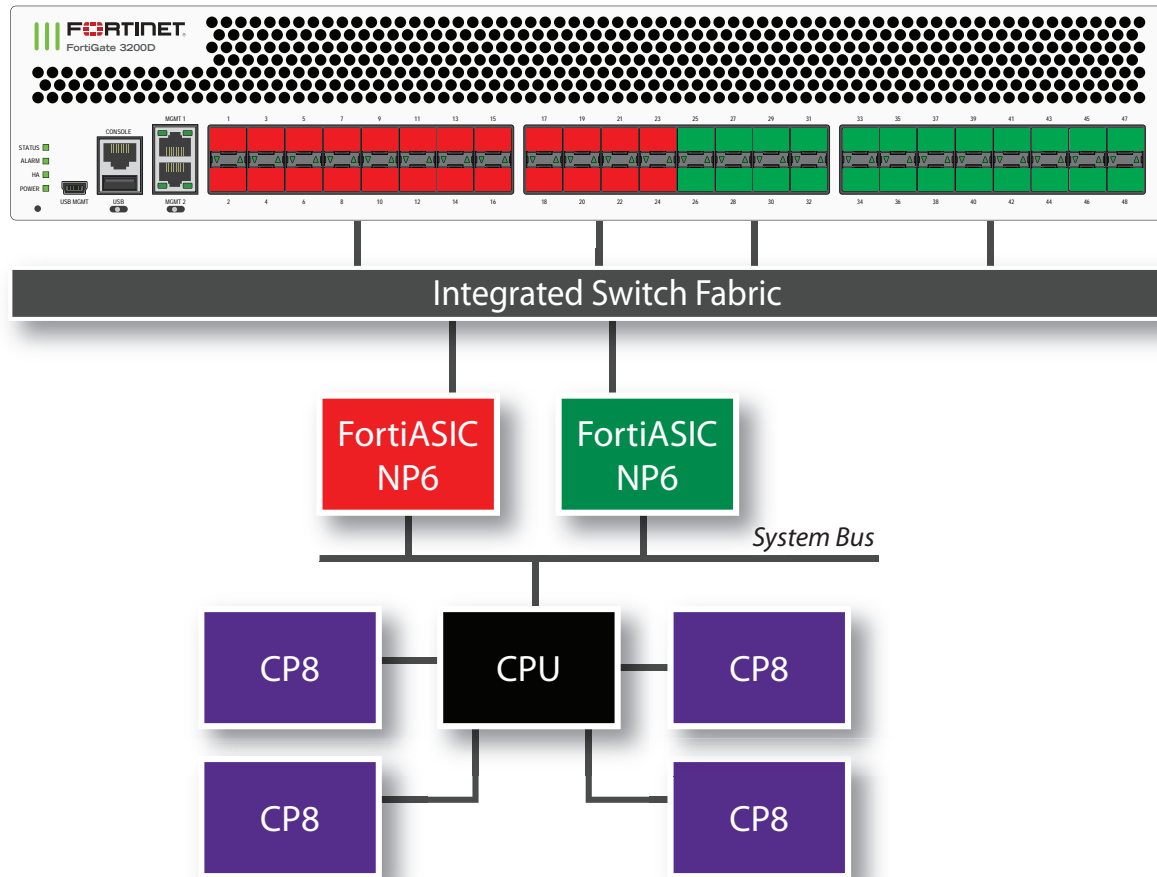 FORTINET
FortiGate 3200D
MGMT 1 1 3 5 7 9 11 13 15 17 19 21 23 25 27 29 31 33 35 37 39 41 43 45 47
CONSOLE
STATUS
ALARM
HA
POWER
USB MGMT USB MGMT 2 2 4 6 8 10 12 14 16 18 20 22 24 26 28 30 32 34 36 38 40 42 44 46 48
Integrated Switch Fabric
FortiASIC
NP6
FortiASIC
NP6
System Bus
CP8
CPU
CP8
CP8
CP8